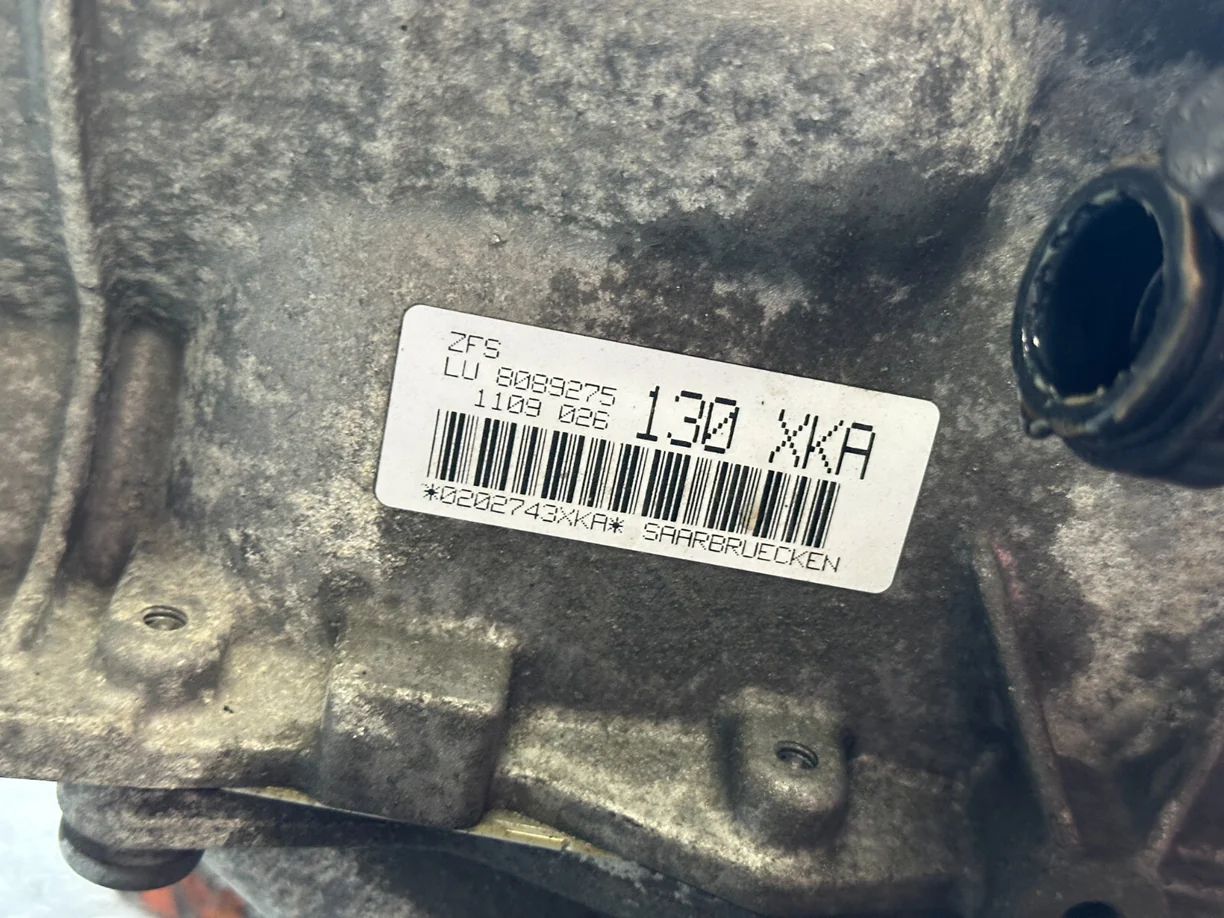 ZFS
LU 8089275
1109 026
130 XKA
*0202743XKA* SAARBRUECKEN